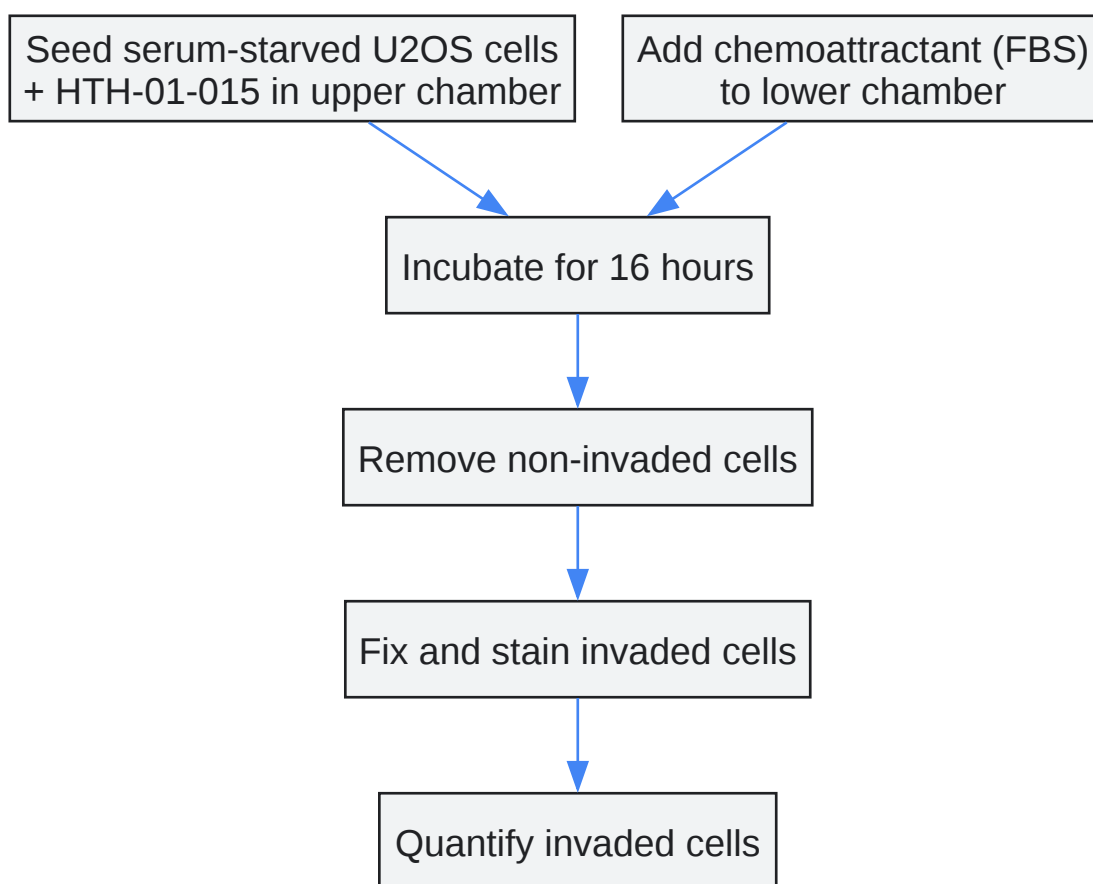 Seed serum-starved U2OS cells
+ HTH-01-015 in upper chamber
Add chemoattractant (FBS)
to lower chamber
Incubate for 16 hours
Remove non-invaded cells
Fix and stain invaded cells
Quantify invaded cells